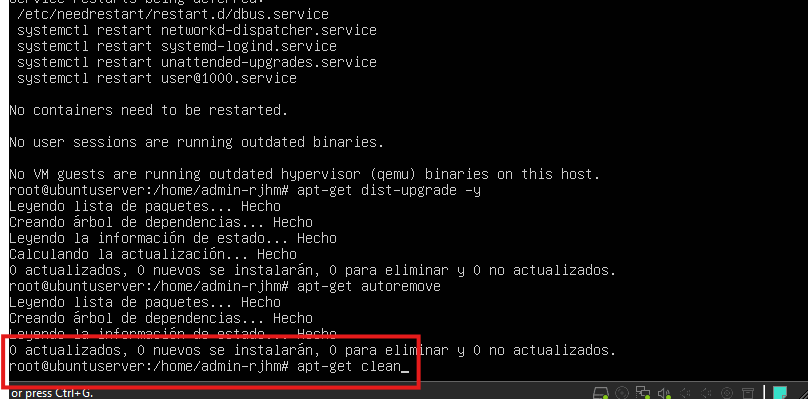 Service restarts being deferred:
 /etc/needrestart/restart.d/dbus.service
 systemctl restart networkd-dispatcher.service
 systemctl restart systemd-logind.service
 systemctl restart unattended-upgrades.service
 systemctl restart user@1000.service
No containers need to be restarted.
No user sessions are running outdated binaries.
No VM guests are running outdated hypervisor (qemu) binaries on this host.
root@ubuntuserver:/home/admin-rjhm# apt-get dist-upgrade -y
Leyendo lista de paquetes... Hecho
Creando árbol de dependencias... Hecho
Leyendo la información de estado... Hecho
Calculando la actualización... Hecho
0 actualizados, 0 nuevos se instalarán, 0 para eliminar y 0 no actualizados.
root@ubuntuserver:/home/admin-rjhm# apt-get autoremove
Leyendo lista de paquetes... Hecho
Creando árbol de dependencias... Hecho
Leyendo la información de estado... Hecho
0 actualizados, 0 nuevos se instalarán, 0 para eliminar y 0 no actualizados.
root@ubuntuserver:/home/admin-rjhm# apt-get clean_
or press Ctrl+G.